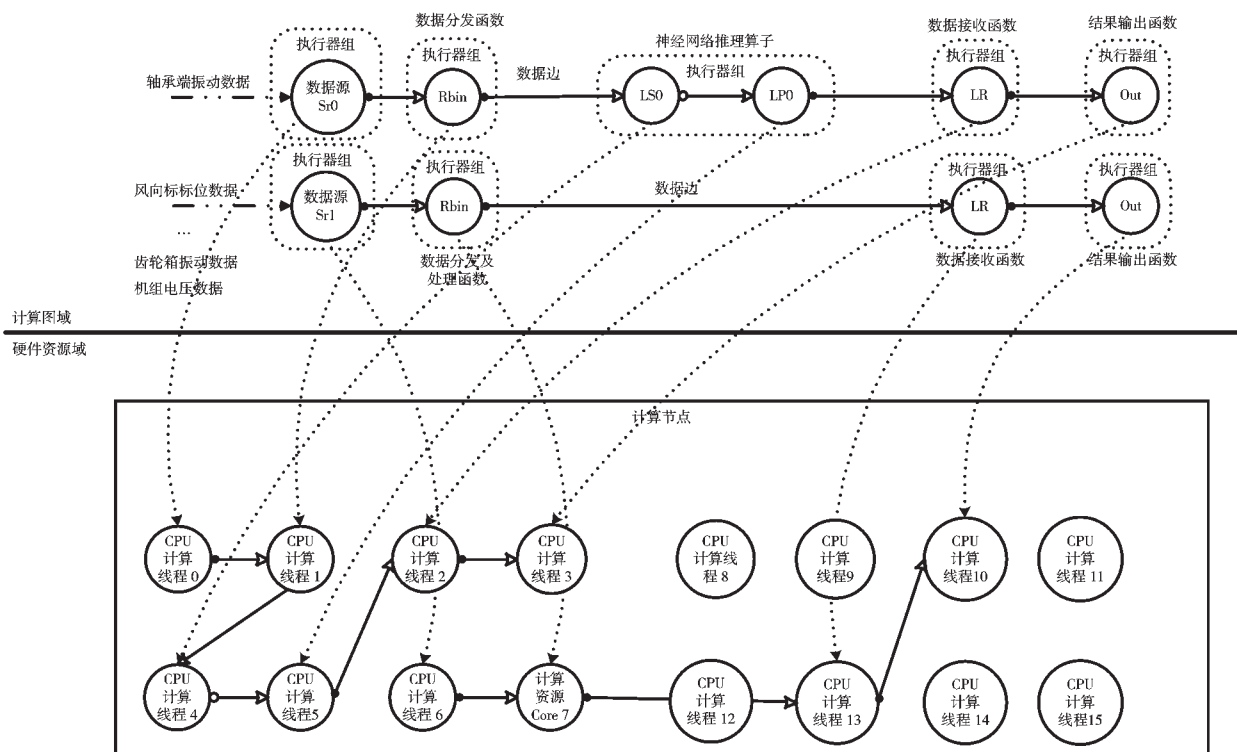 数据分发函数
数据接收函数
结果输出函数
执行器组
执行器组
神经网络推理算子
执行器组
执行器组
执行器组
轴承端振动数据
数据源
Sr0
Rbin
数据边
LS0
LP0
LR
Out
执行器组
执行器组
执行器组
执行器组
风向标标位数据
数据源
Sr1
Rbin
数据边
LR
Out
...
齿轮箱振动数据
机组电压数据
数据分发及
处理函数
数据接收函数
结果输出函数
计算图域
硬件资源域
计算节点
CPU
计算
线程 0
CPU
计算
线程 1
CPU
计算
线程 2
CPU
计算
线程 3
CPU
计算线
程 8
CPU
计算
线程9
CPU
计算
线程10
CPU
计算
线程 11
CPU
计算
线程 4
CPU
计算
线程5
CPU
计算
线程 6
计算
资源
Core 7
CPU
计算
线程 12
CPU
计算
线程 13
CPU
计算
线程 14
CPU
计算
线程15